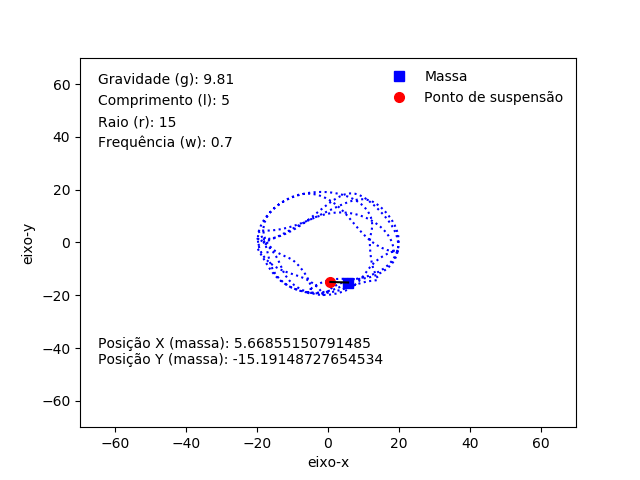 Gravidade (g): 9.81
Comprimento (l): 5
Raio (r): 15
Frequência (w): 0.7
Massa
Ponto de suspensão
60
40
20
0
−20
−40
−60
eixo-y
Posição X (massa): 5.66855150791485
Posição Y (massa): -15.19148727654534
−60
−40
−20
0
20
40
60
eixo-x